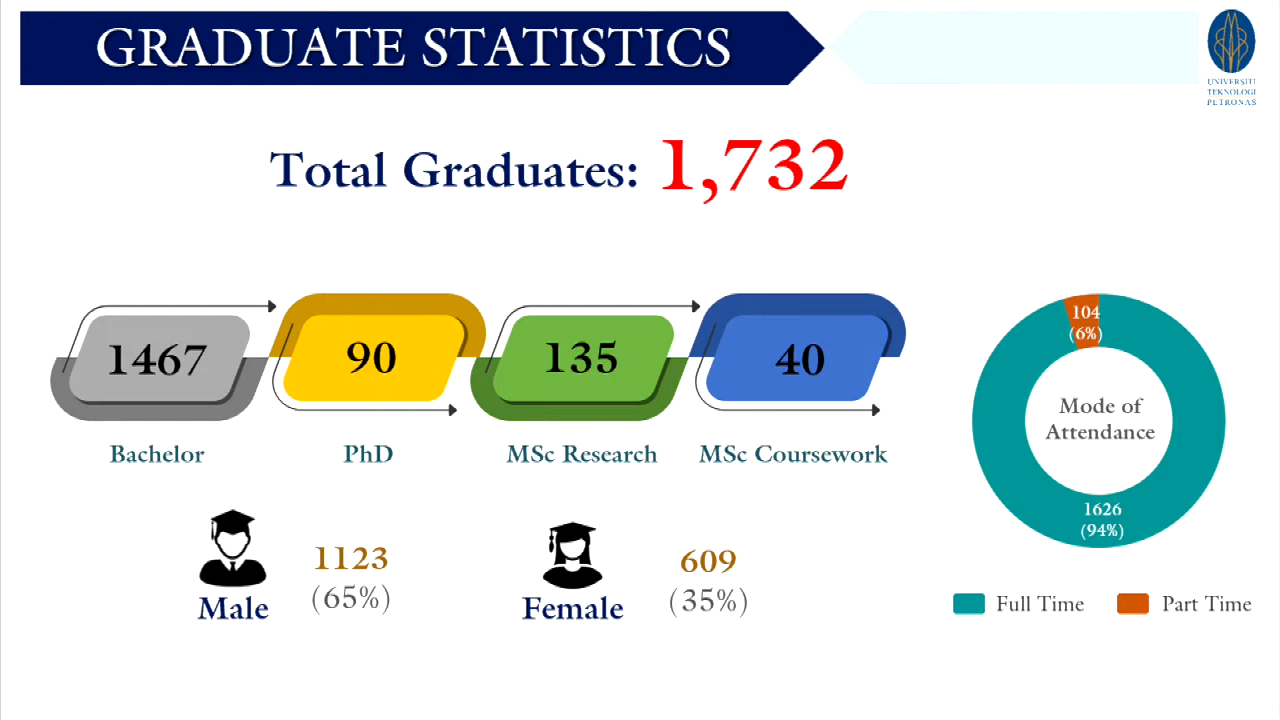 GRADUATE STATISTICS
UNIVERSITI
TEKNOLOGI
PETRONAS
Total Graduates: 1,732
1467
90
135
40
Bachelor
PhD
MSc Research
MSc Coursework
104
(6%)
Mode of
Attendance
1626
(94%)
Full Time
Part Time
Male
1123
(65%)
Female
609
(35%)